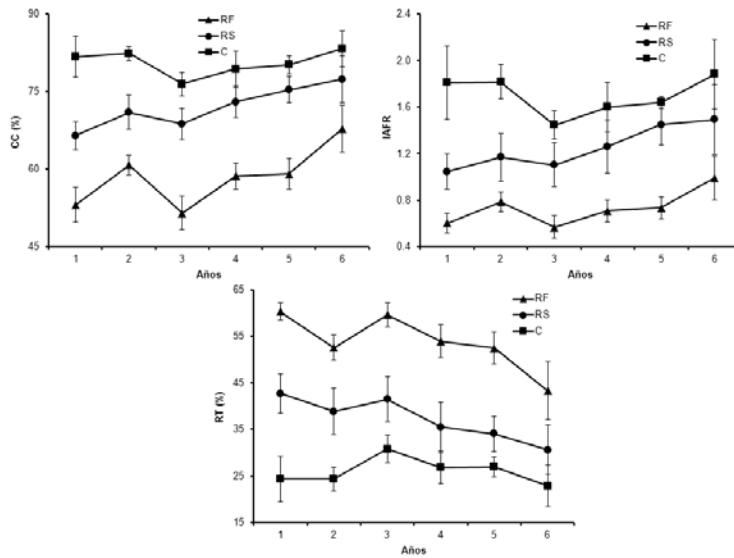 RF
RS
C
90
75
60
45
CC (%)
1 2 3 4 5 6
Años
RF
RS
C
2.4
2.0
1.6
1.2
0.8
0.4
IAFR
1 2 3 4 5 6
Años
RF
RS
C
65
55
45
35
25
15
RT (%)
1 2 3 4 5 6
Años